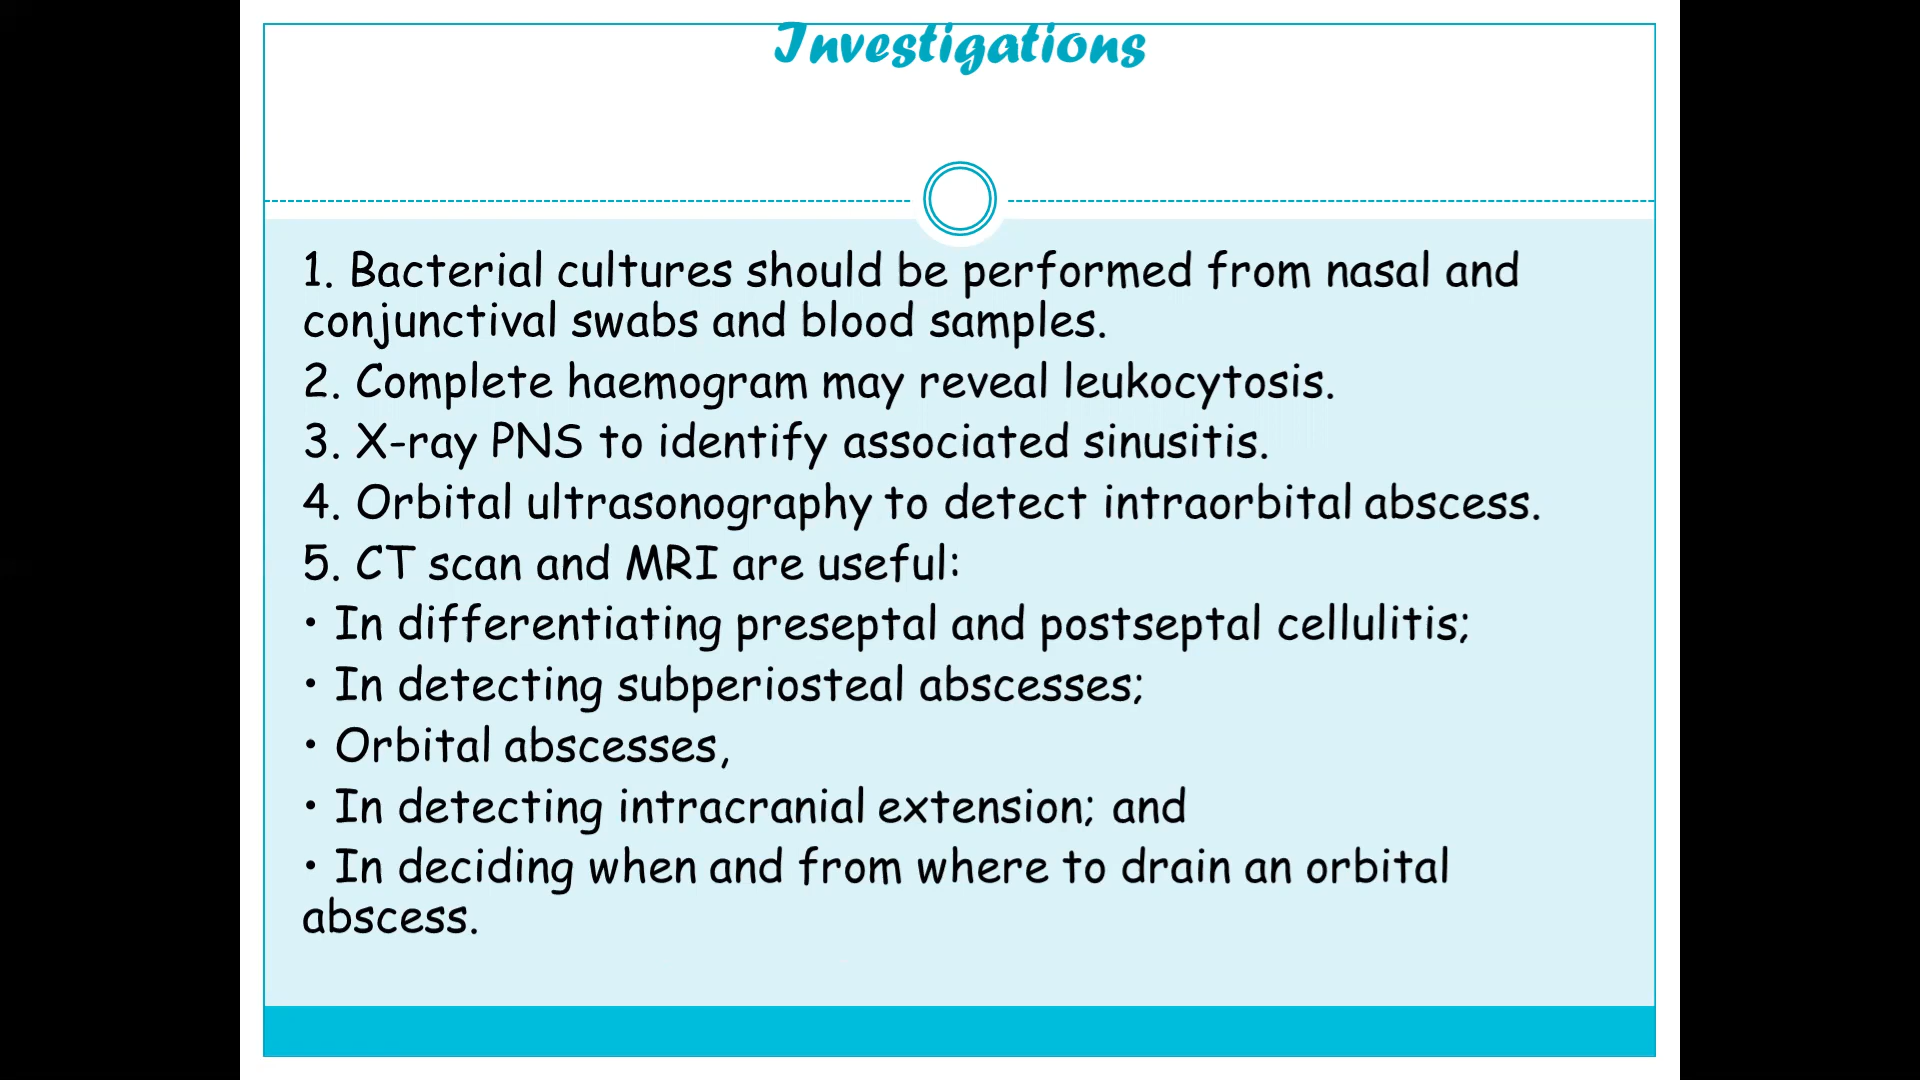 Investigations
1. Bacterial cultures should be performed from nasal and
conjunctival swabs and blood samples.
2. Complete haemogram may reveal leukocytosis.
3. X-ray PNS to identify associated sinusitis.
4. Orbital ultrasonography to detect intraorbital abscess.
5. CT scan and MRI are useful:
• In differentiating preseptal and postseptal cellulitis;
• In detecting subperiosteal abscesses;
• Orbital abscesses,
• In detecting intracranial extension; and
• In deciding when and from where to drain an orbital
abscess.